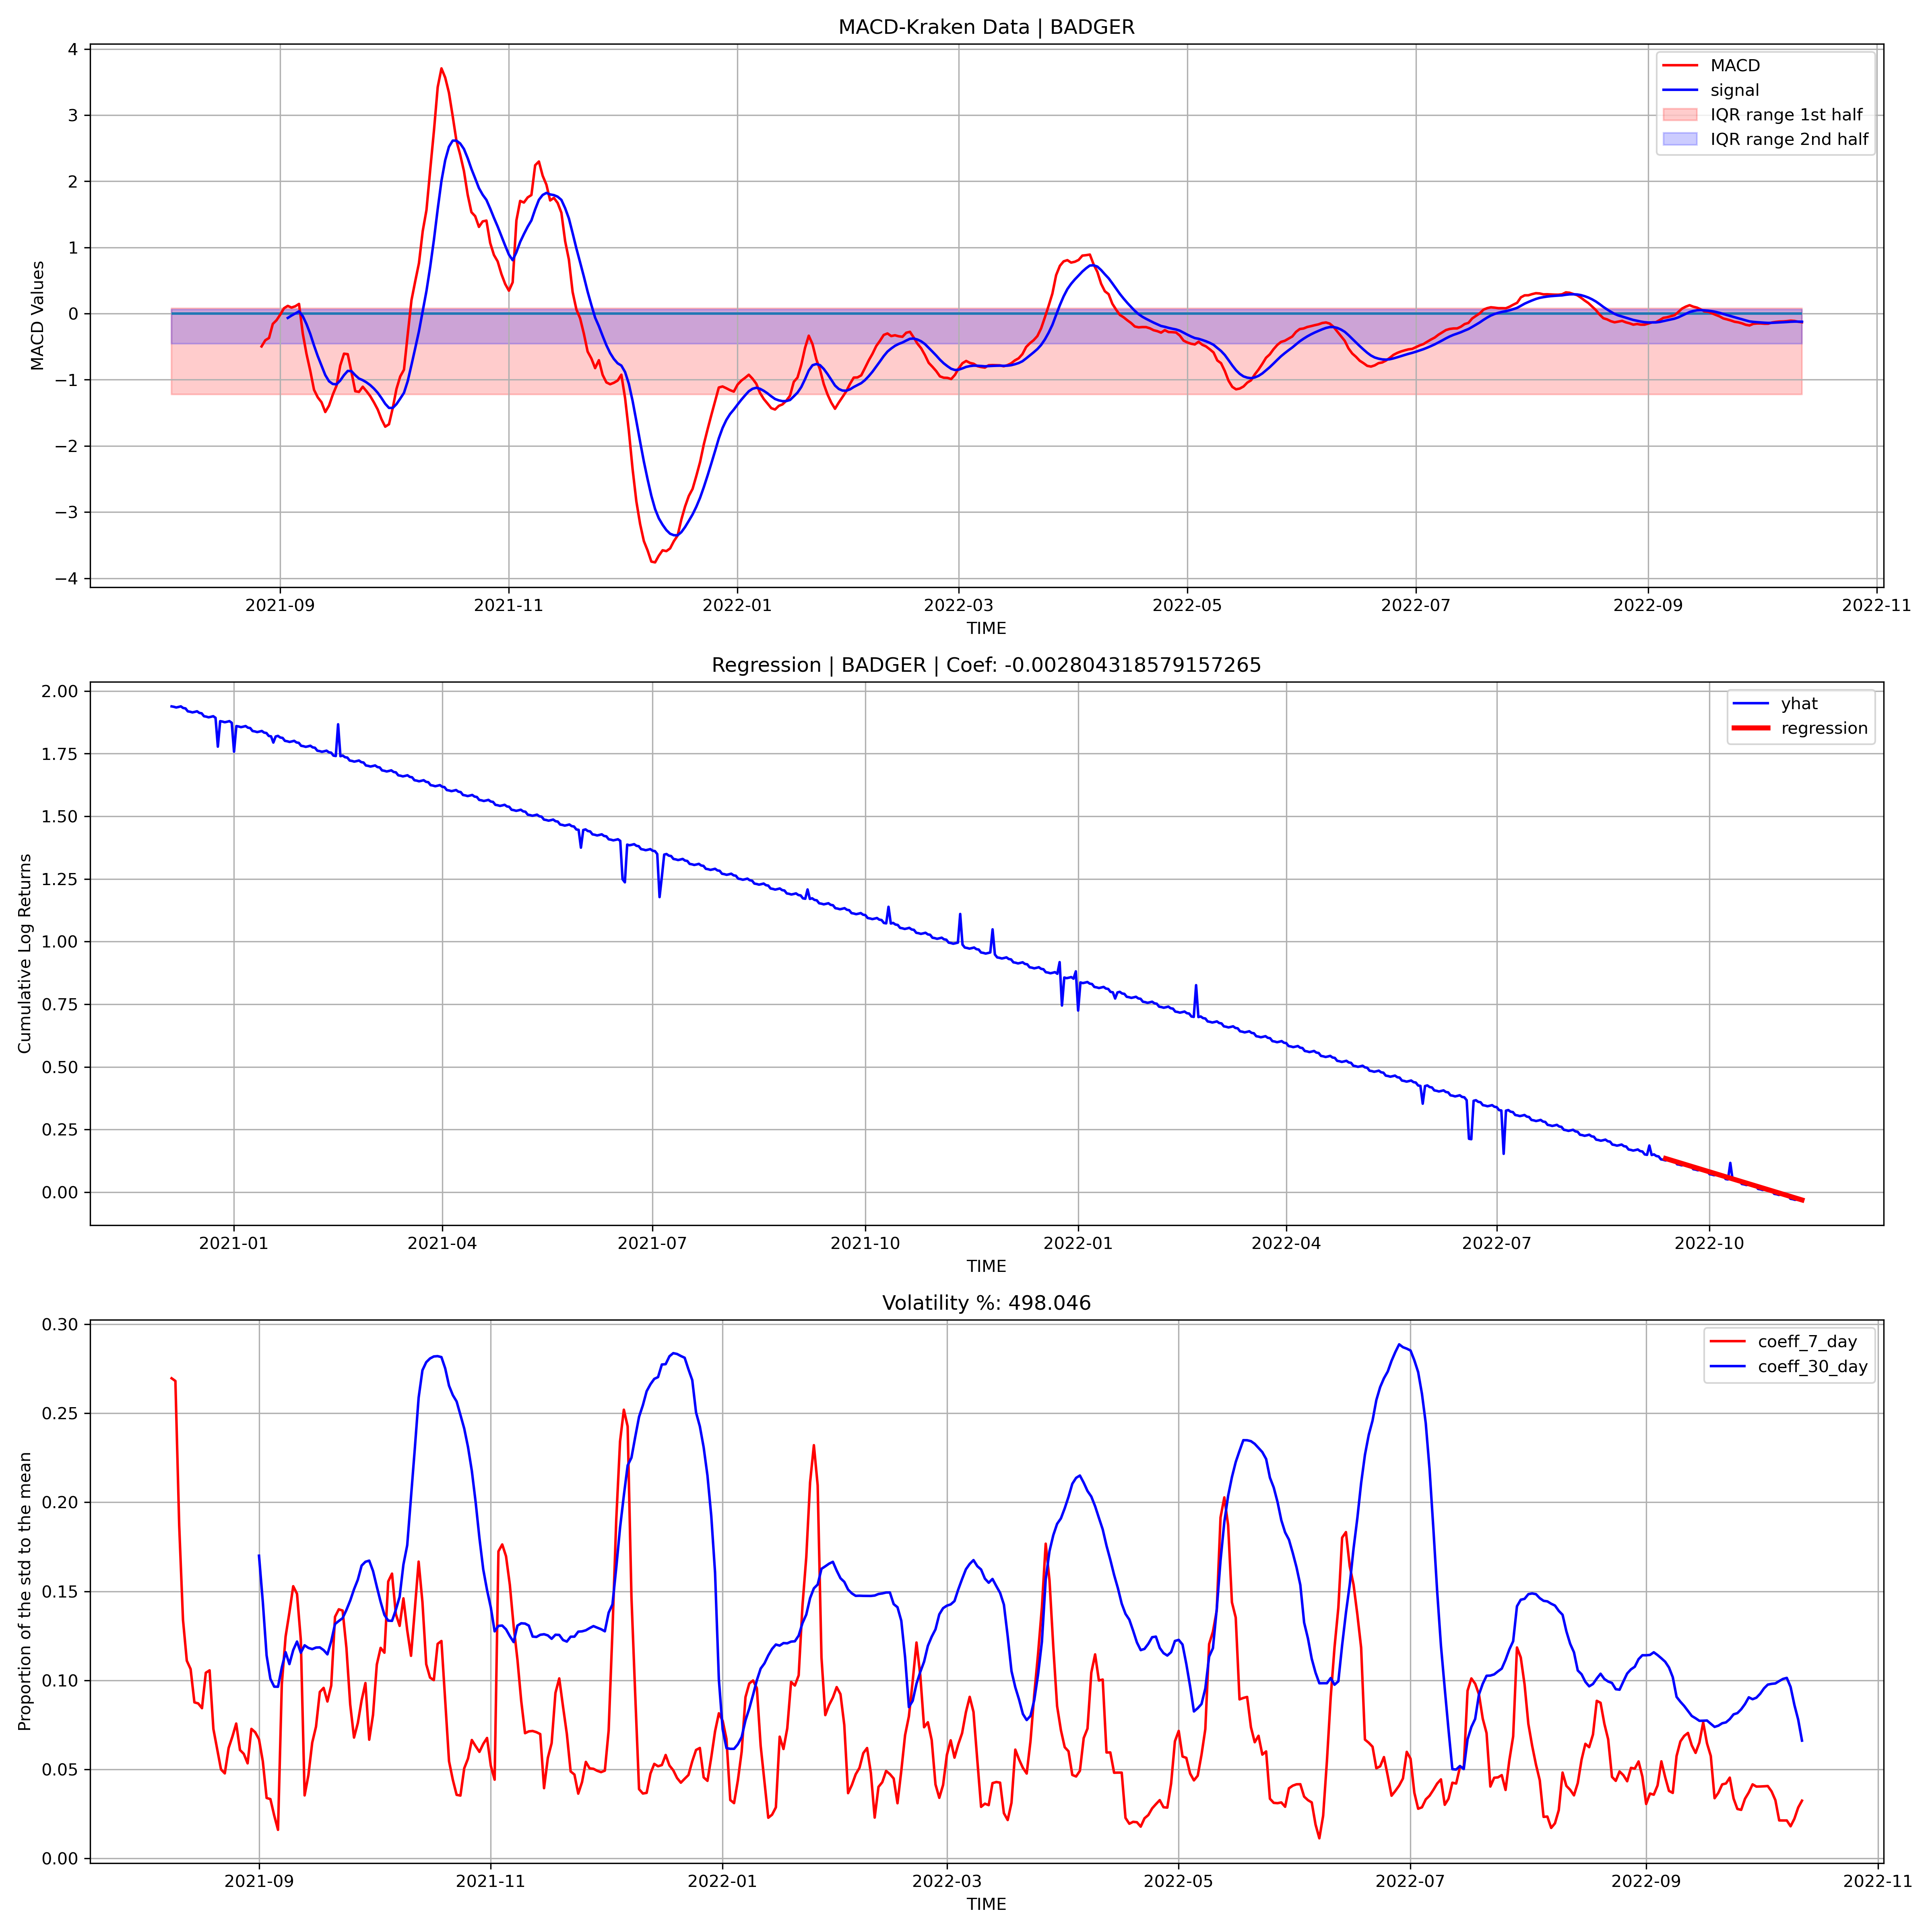 MACD-Kraken Data | BADGER
MACD Values
4
3
2
1
0
−1
−2
−3
−4
MACD
signal
IQR range 1st half
IQR range 2nd half
2021-09
2021-11
2022-01
2022-03
2022-05
2022-07
2022-09
2022-11
TIME
Regression | BADGER | Coef: -0.002804318579157265
Cumulative Log Returns
2.00
1.75
1.50
1.25
1.00
0.75
0.50
0.25
0.00
yhat
regression
2021-01
2021-04
2021-07
2021-10
2022-01
2022-04
2022-07
2022-10
TIME
Volatility %: 498.046
Proportion of the std to the mean
0.30
0.25
0.20
0.15
0.10
0.05
0.00
coeff_7_day
coeff_30_day
2021-09
2021-11
2022-01
2022-03
2022-05
2022-07
2022-09
2022-11
TIME